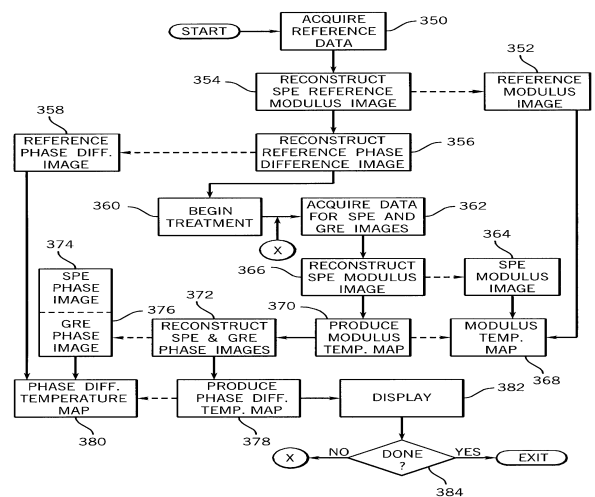 START
ACQUIRE
REFERENCE
DATA
350
352
354
RECONSTRUCT
SPE REFERENCE
MODULUS IMAGE
REFERENCE
MODULUS
IMAGE
358
REFERENCE
PHASE DIFF.
IMAGE
RECONSTRUCT
REFERENCE PHASE
DIFFERENCE IMAGE
356
360
BEGIN
TREATMENT
ACQUIRE DATA
FOR SPE AND
GRE IMAGES
362
X
364
374
366
RECONSTRUCT
SPE MODULUS
IMAGE
SPE
MODULUS
IMAGE
SPE
PHASE
IMAGE
376
372
370
GRE
PHASE
IMAGE
RECONSTRUCT
SPE & GRE
PHASE IMAGES
PRODUCE
MODULUS
TEMP. MAP
MODULUS
TEMP.
MAP
368
PHASE DIFF.
TEMPERATURE
MAP
PRODUCE
PHASE DIFF.
TEMP. MAP
DISPLAY
382
380
378
X
NO
DONE
?
YES
EXIT
384